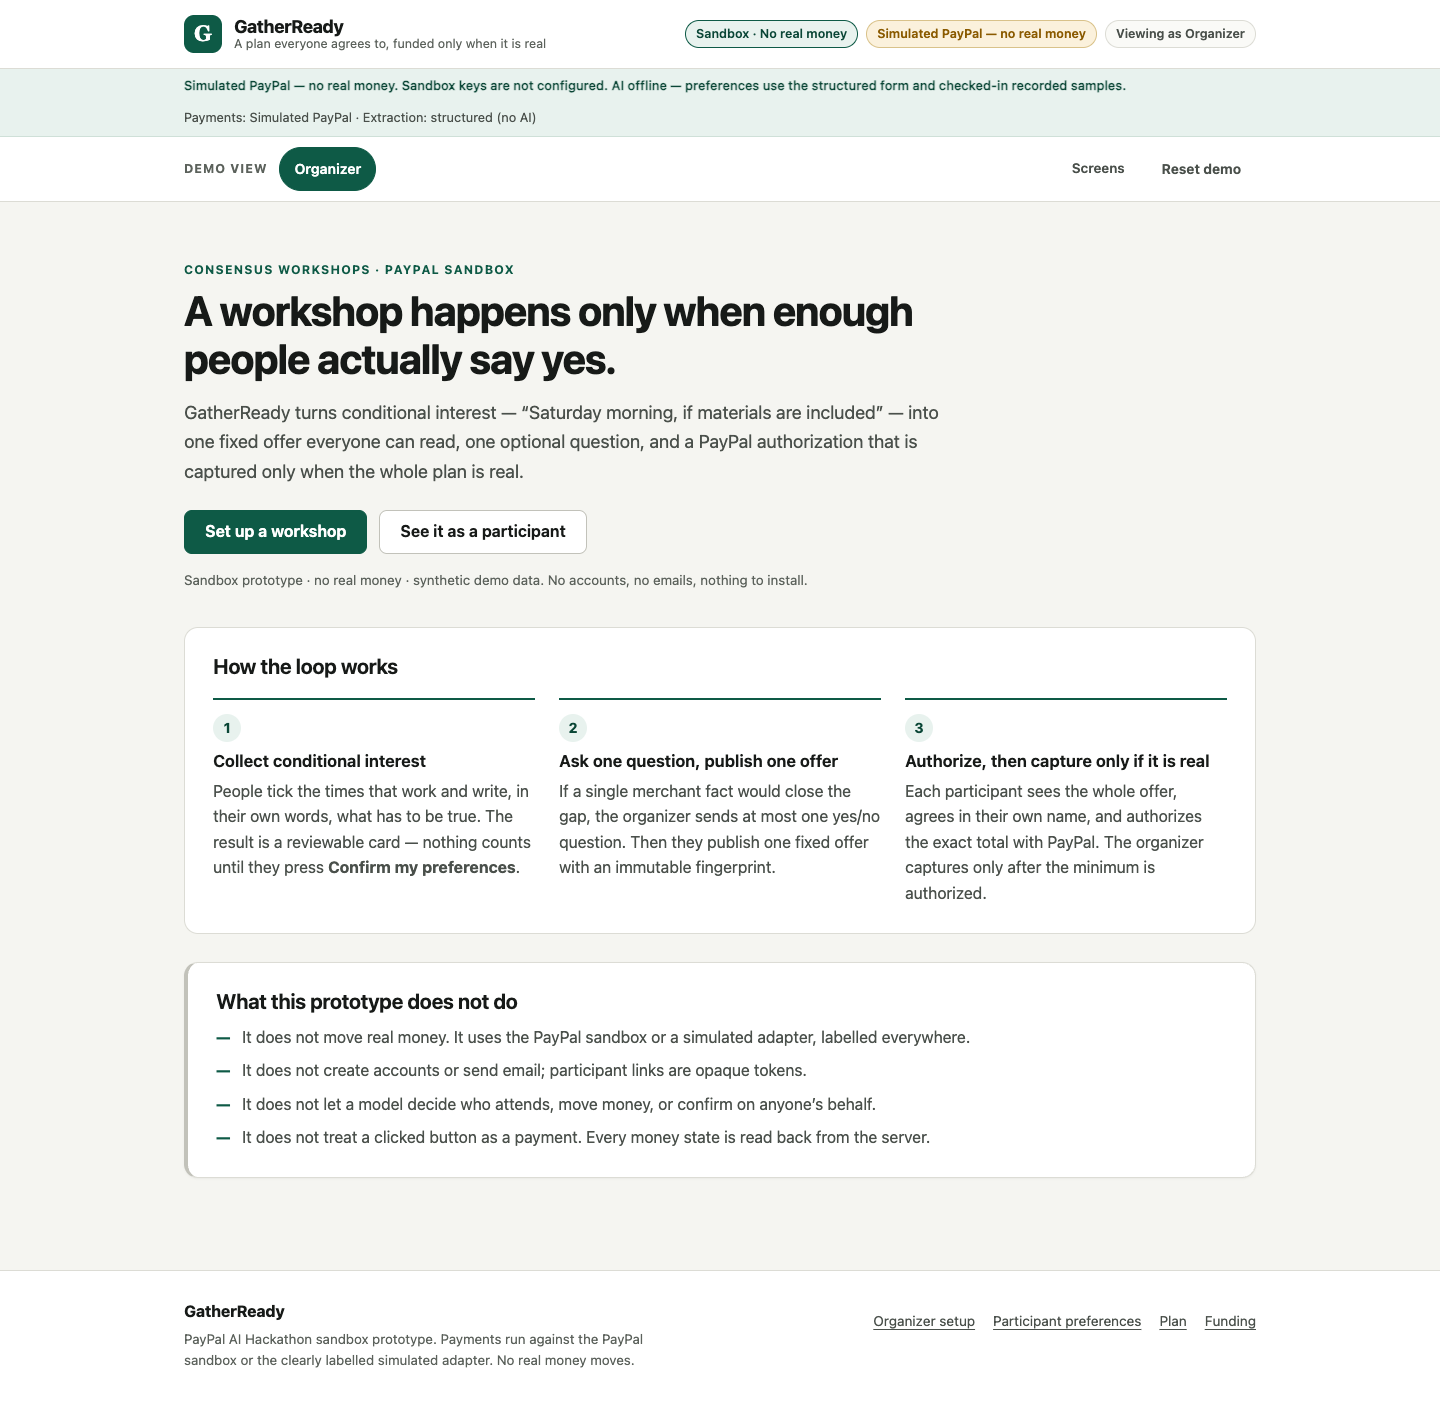 G
GatherReady
A plan everyone agrees to, funded only when it is real
Sandbox · No real money
Simulated PayPal — no real money
Viewing as Organizer
Simulated PayPal — no real money. Sandbox keys are not configured. AI offline — preferences use the structured form and checked-in recorded samples.
Payments: Simulated PayPal · Extraction: structured (no AI)
DEMO VIEW
Organizer
Screens
Reset demo
CONSENSUS WORKSHOPS · PAYPAL SANDBOX
A workshop happens only when enough
people actually say yes.
GatherReady turns conditional interest — “Saturday morning, if materials are included” — into
one fixed offer everyone can read, one optional question, and a PayPal authorization that is
captured only when the whole plan is real.
Set up a workshop
See it as a participant
Sandbox prototype · no real money · synthetic demo data. No accounts, no emails, nothing to install.
How the loop works
1
Collect conditional interest
People tick the times that work and write, in
their own words, what has to be true. The
result is a reviewable card — nothing counts
until they press Confirm my preferences.
2
Ask one question, publish one offer
If a single merchant fact would close the
gap, the organizer sends at most one yes/no
question. Then they publish one fixed offer
with an immutable fingerprint.
3
Authorize, then capture only if it is real
Each participant sees the whole offer,
agrees in their own name, and authorizes
the exact total with PayPal. The organizer
captures only after the minimum is
authorized.
What this prototype does not do
— It does not move real money. It uses the PayPal sandbox or a simulated adapter, labelled everywhere.
— It does not create accounts or send email; participant links are opaque tokens.
— It does not let a model decide who attends, move money, or confirm on anyone’s behalf.
— It does not treat a clicked button as a payment. Every money state is read back from the server.
GatherReady
PayPal AI Hackathon sandbox prototype. Payments run against the PayPal
sandbox or the clearly labelled simulated adapter. No real money moves.
Organizer setup
Participant preferences
Plan
Funding